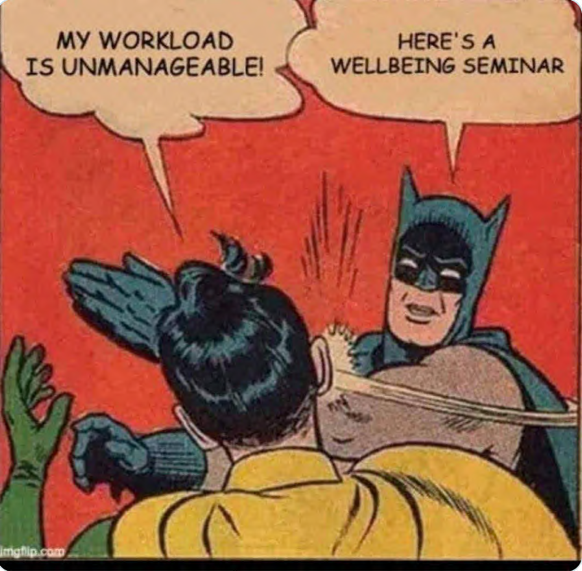 MY WORKLOAD
IS UNMANAGEABLE!
HERE'S A
WELLBEING SEMINAR
imgflip.com